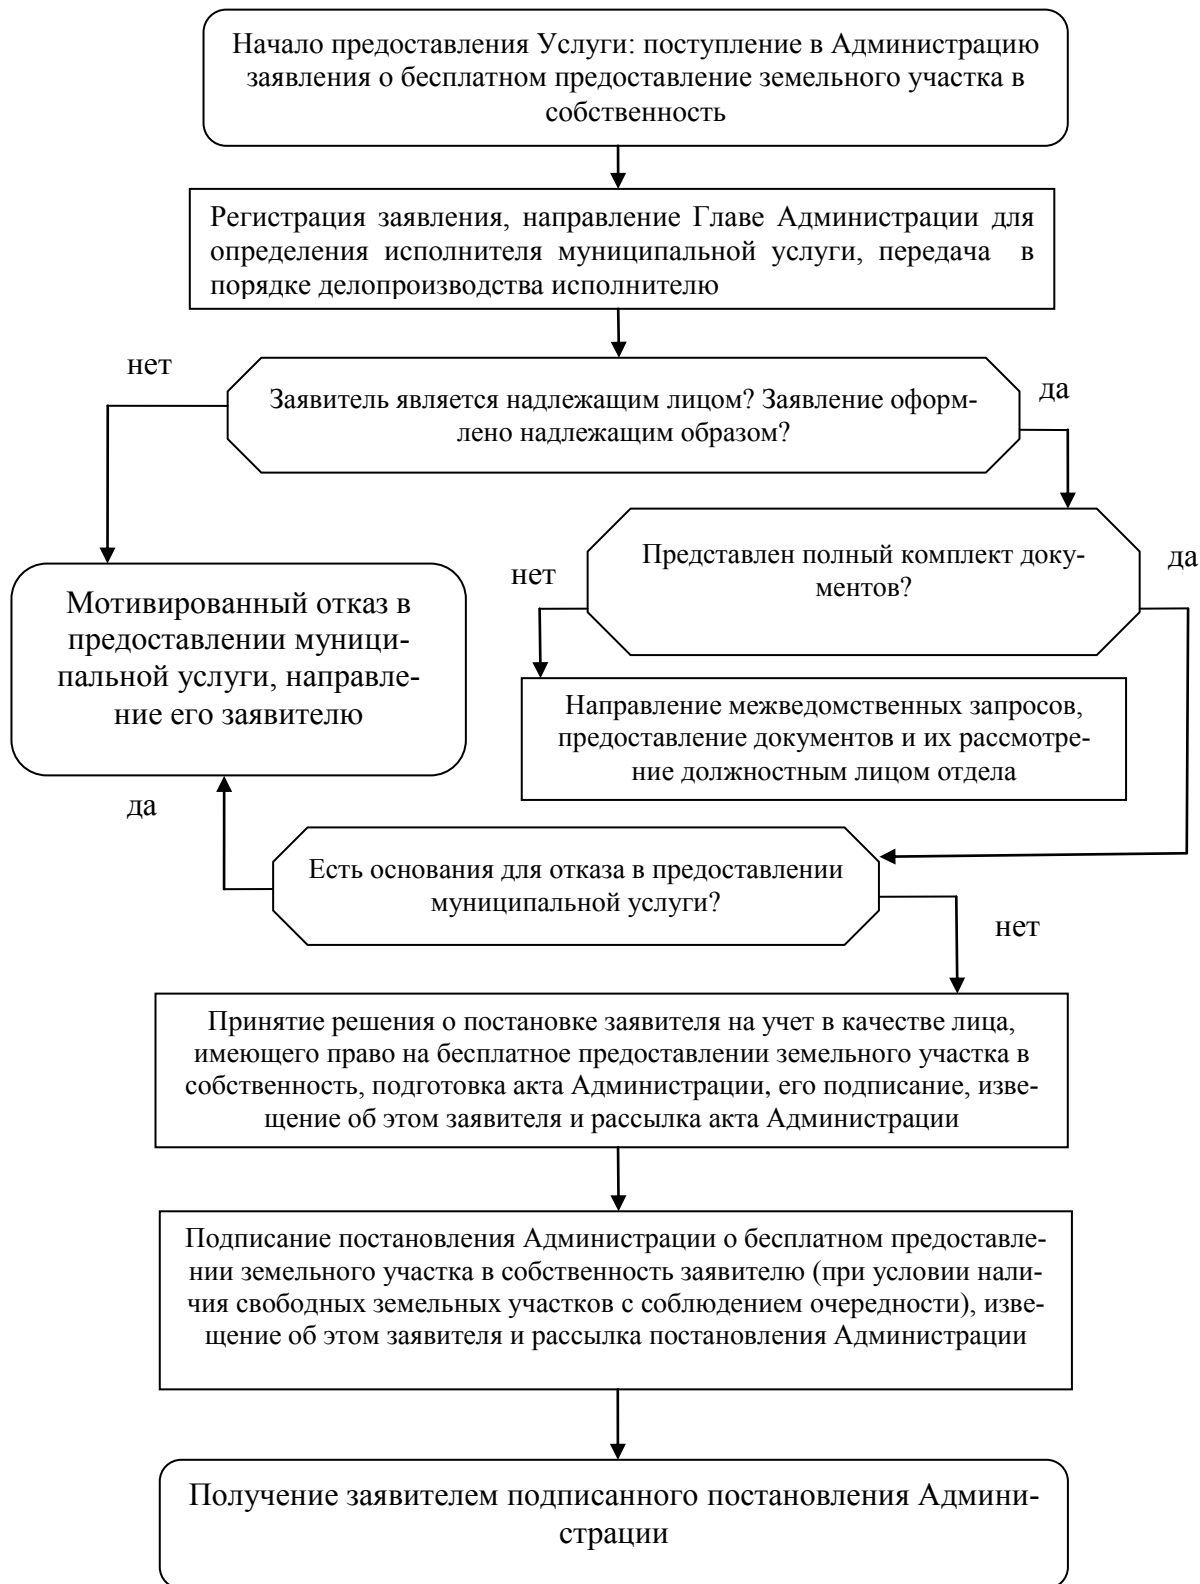 Начало предоставления Услуги: поступление в Администрацию
заявления о бесплатном предоставление земельного участка в
собственность
Регистрация заявления, направление Главе Администрации для
определения исполнителя муниципальной услуги, передача в
порядке делопроизводства исполнителю
нет
да
Заявитель является надлежащим лицом? Заявление оформ-
лено надлежащим образом?
Представлен полный комплект доку-
ментов?
нет
да
Мотивированный отказ в
предоставлении муници-
пальной услуги, направле-
ние его заявителю
Направление межведомственных запросов,
предоставление документов и их рассмотре-
ние должностным лицом отдела
да
Есть основания для отказа в предоставлении
муниципальной услуги?
нет
Принятие решения о постановке заявителя на учет в качестве лица,
имеющего право на бесплатное предоставлении земельного участка в
собственность, подготовка акта Администрации, его подписание, изве-
щение об этом заявителя и рассылка акта Администрации
Подписание постановления Администрации о бесплатном предоставле-
нии земельного участка в собственность заявителю (при условии нали-
чия свободных земельных участков с соблюдением очередности), изве-
щение об этом заявителя и рассылка постановления Администрации
Получение заявителем подписанного постановления Админи-
страции